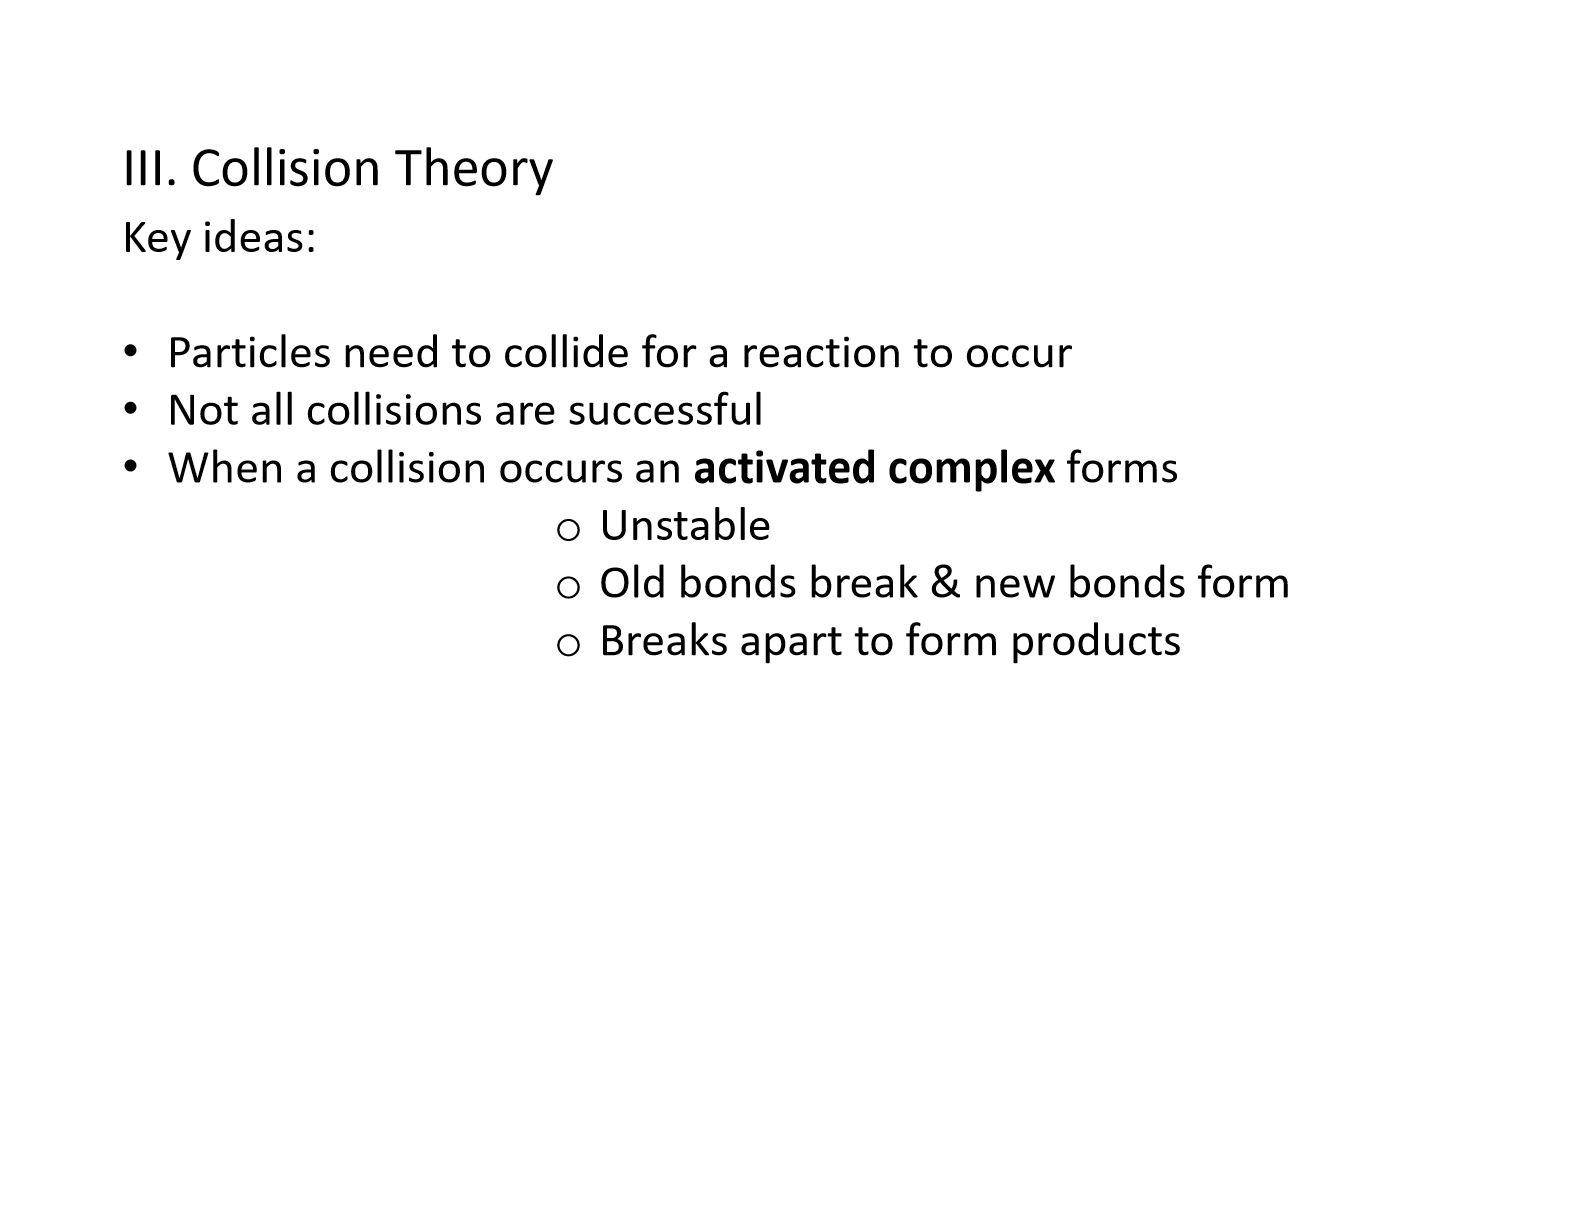 III. Collision Theory
Key ideas:
• Particles need to collide for a reaction to occur
• Not all collisions are successful
• When a collision occurs an activated complex forms
o Unstable
o Old bonds break & new bonds form
o Breaks apart to form products